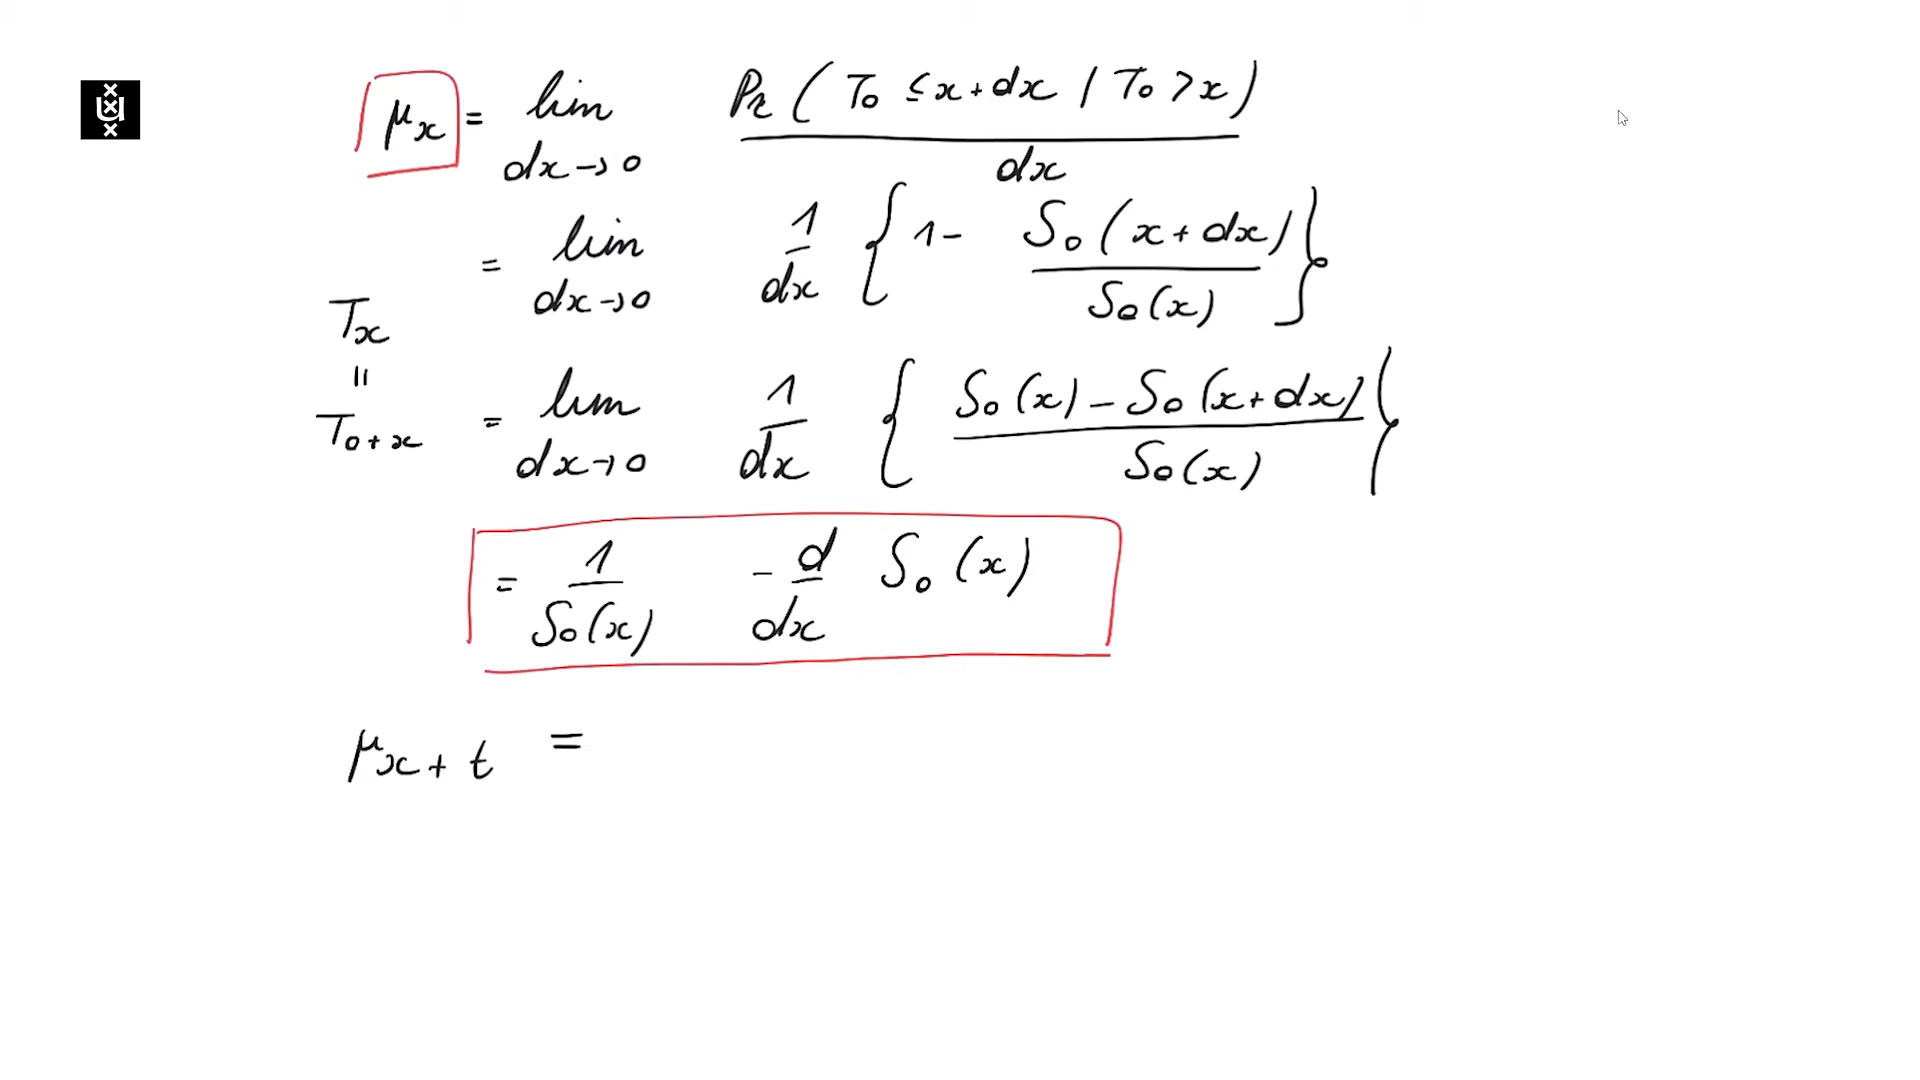 μₓ = lim dx→0 Pr(T₀ ≤ x+dx | T₀ > x) / dx
= lim dx→0 1/dx { 1 - S₀(x+dx) / S₀(x) }
Tₓ
=
T₀₊ₓ
= lim dx→0 1/dx { S₀(x) - S₀(x+dx) / S₀(x) }
= 1/S₀(x) -d/dx S₀(x)
μₓ₊ₜ =